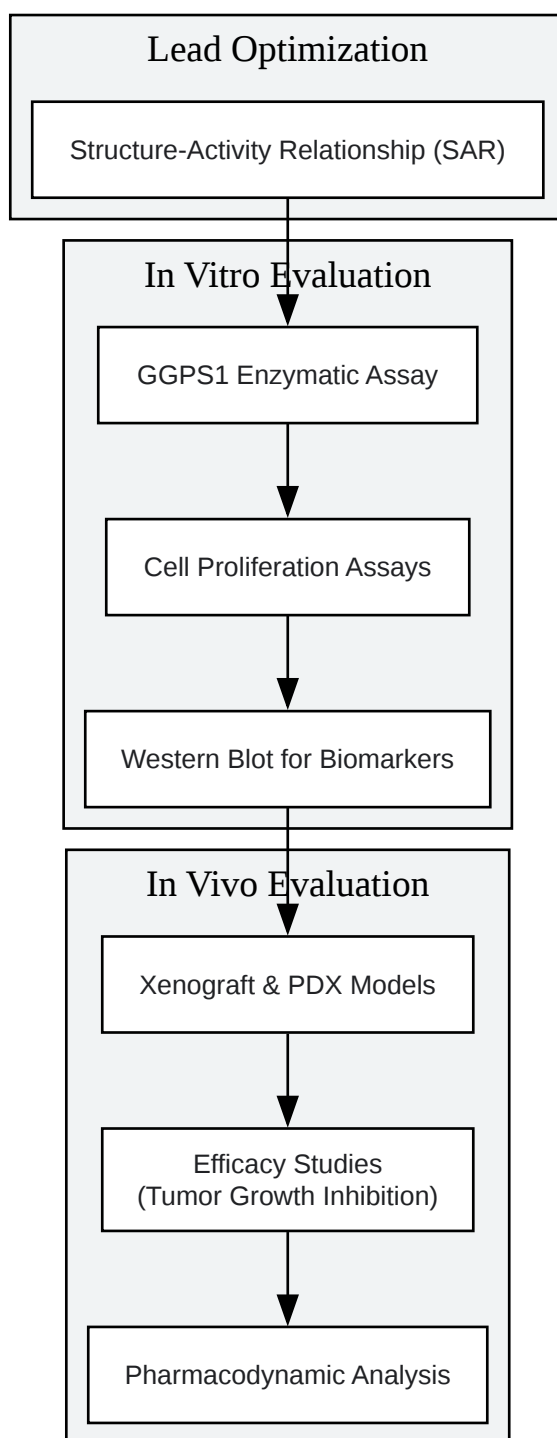 Lead Optimization
Structure-Activity Relationship (SAR)
In Vitro Evaluation
GGPS1 Enzymatic Assay
Cell Proliferation Assays
Western Blot for Biomarkers
In Vivo Evaluation
Xenograft & PDX Models
Efficacy Studies
(Tumor Growth Inhibition)
Pharmacodynamic Analysis